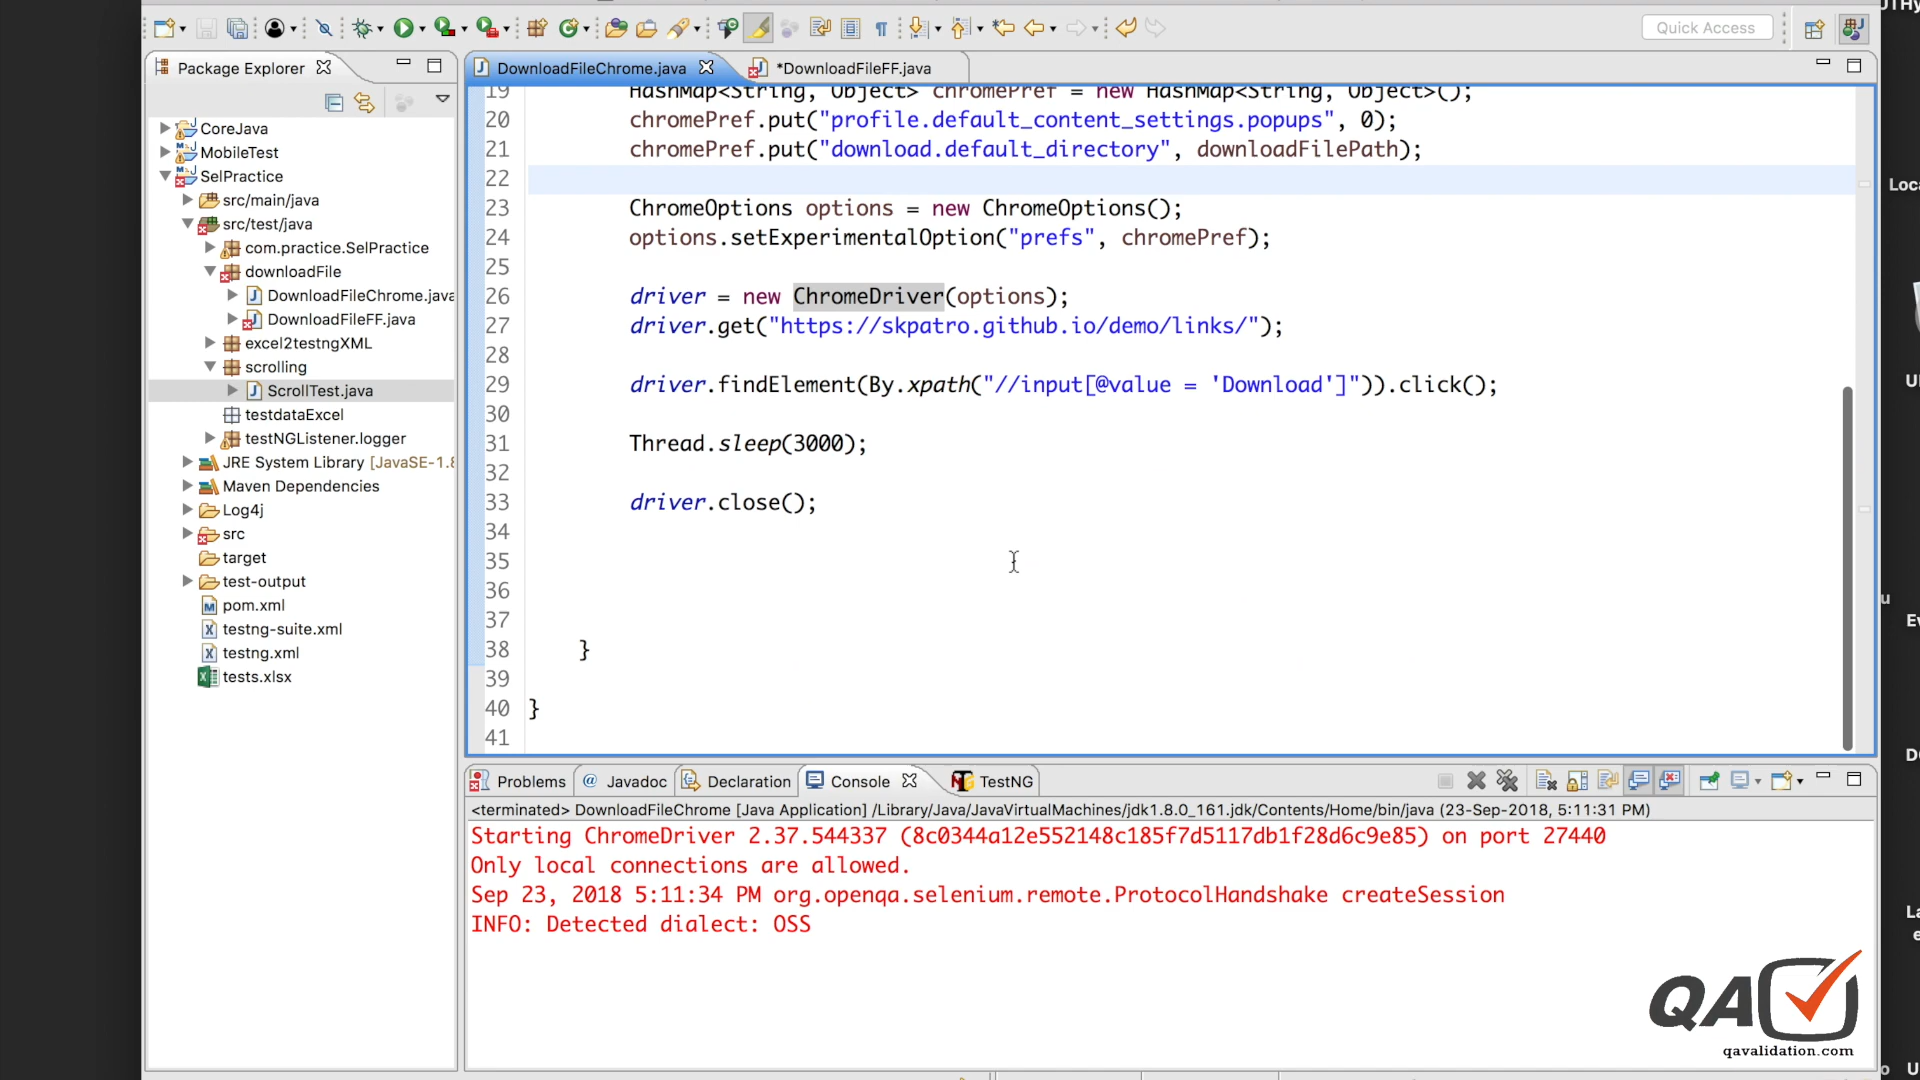 Quick Access
Package Explorer
DownloadFileChrome.java
*DownloadFileFF.java
CoreJava
MobileTest
SelPractice
src/main/java
src/test/java
com.practice.SelPractice
downloadFile
DownloadFileChrome.java
DownloadFileFF.java
excel2testngXML
scrolling
ScrollTest.java
testdataExcel
testNGListener.logger
JRE System Library [JavaSE-1.8
Maven Dependencies
Log4j
src
target
test-output
pom.xml
testng-suite.xml
testng.xml
tests.xlsx
19 HashMap<String, Object> chromePref = new HashMap<String, Object>();
20 chromePref.put("profile.default_content_settings.popups", 0);
21 chromePref.put("download.default_directory", downloadFilePath);
22
23 ChromeOptions options = new ChromeOptions();
24 options.setExperimentalOption("prefs", chromePref);
25
26 driver = new ChromeDriver(options);
27 driver.get("https://skpatro.github.io/demo/links/");
28
29 driver.findElement(By.xpath("//input[@value = 'Download']")).click();
30
31 Thread.sleep(3000);
32
33 driver.close();
34
35
36
37
38 }
39
40 }
41
Problems @ Javadoc Declaration Console TestNG
<terminated> DownloadFileChrome [Java Application] /Library/Java/JavaVirtualMachines/jdk1.8.0_161.jdk/Contents/Home/bin/java (23-Sep-2018, 5:11:31 PM)
Starting ChromeDriver 2.37.544337 (8c0344a12e552148c185f7d5117db1f28d6c9e85) on port 27440
Only local connections are allowed.
Sep 23, 2018 5:11:34 PM org.openqa.selenium.remote.ProtocolHandshake createSession
INFO: Detected dialect: OSS
QA
qavalidation.com